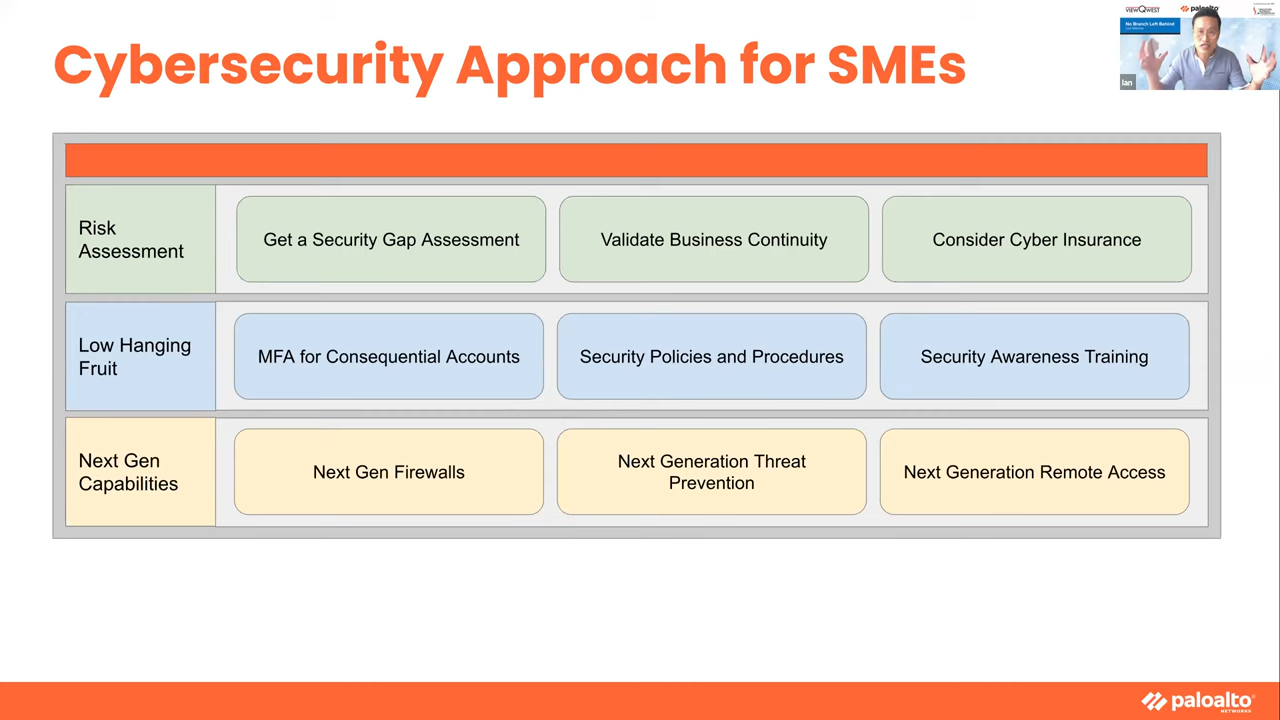 Cybersecurity Approach for SMEs
VIEWQWEST
paloalto
No Branch Left Behind
Ian
Risk
Assessment
Get a Security Gap Assessment
Validate Business Continuity
Consider Cyber Insurance
Low Hanging
Fruit
MFA for Consequential Accounts
Security Policies and Procedures
Security Awareness Training
Next Gen
Capabilities
Next Gen Firewalls
Next Generation Threat
Prevention
Next Generation Remote Access
paloalto
NETWORKS